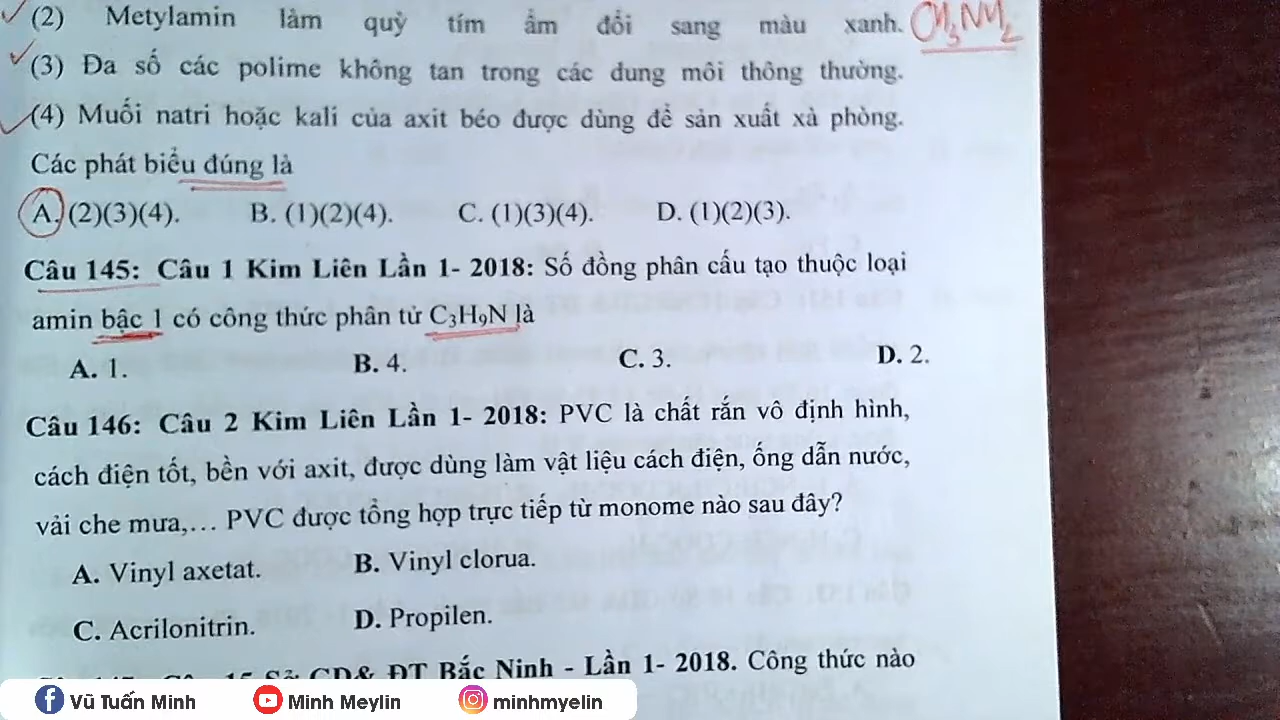 (2) Metylamin làm quỳ tím ẩm đổi sang màu xanh. CH3NH2
(3) Đa số các polime không tan trong các dung môi thông thường.
(4) Muối natri hoặc kali của axit béo được dùng để sản xuất xà phòng.
Các phát biểu đúng là
A. (2)(3)(4). B. (1)(2)(4). C. (1)(3)(4). D. (1)(2)(3).
Câu 145: Câu 1 Kim Liên Lần 1- 2018: Số đồng phân cấu tạo thuộc loại
amin bậc 1 có công thức phân tử C3H9N là
A. 1. B. 4. C. 3. D. 2.
Câu 146: Câu 2 Kim Liên Lần 1- 2018: PVC là chất rắn vô định hình,
cách điện tốt, bền với axit, được dùng làm vật liệu cách điện, ống dẫn nước,
vải che mưa,... PVC được tổng hợp trực tiếp từ monome nào sau đây?
A. Vinyl axetat. B. Vinyl clorua.
C. Acrilonitrin. D. Propilen.
ĐT Bắc Ninh - Lần 1- 2018. Công thức nào
Vũ Tuấn Minh Minh Meylin minhmyelin